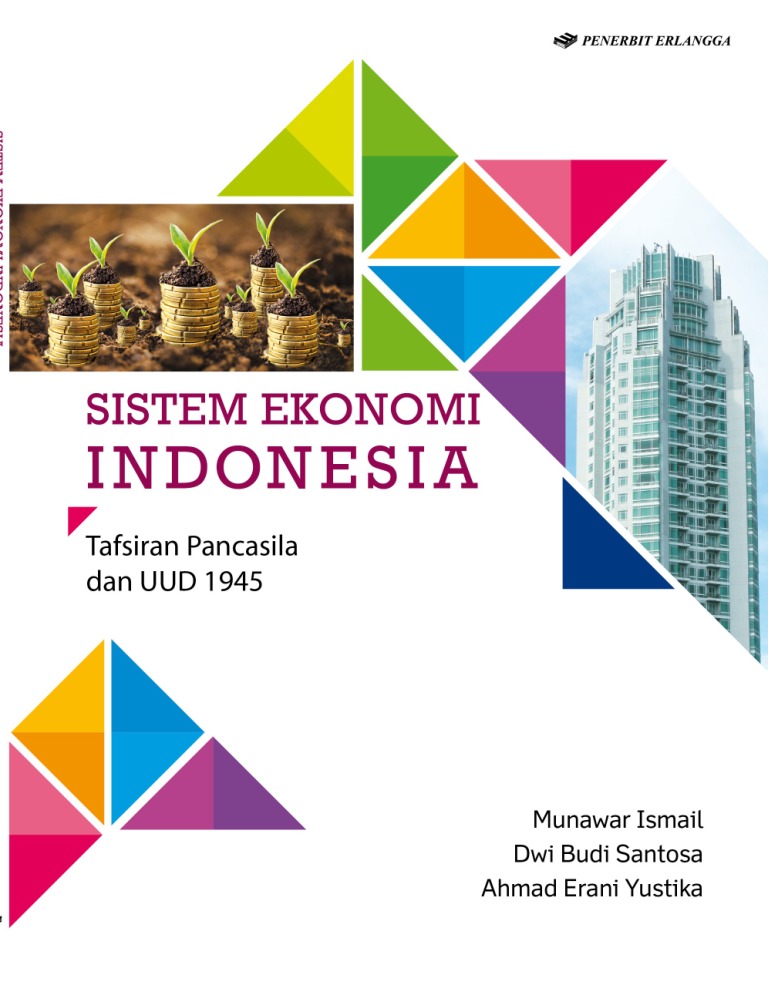 PENERBIT ERLANGGA
SISTEM EKONOMI
INDONESIA
Tafsiran Pancasila
dan UUD 1945
Munawar Ismail
Dwi Budi Santosa
Ahmad Erani Yustika